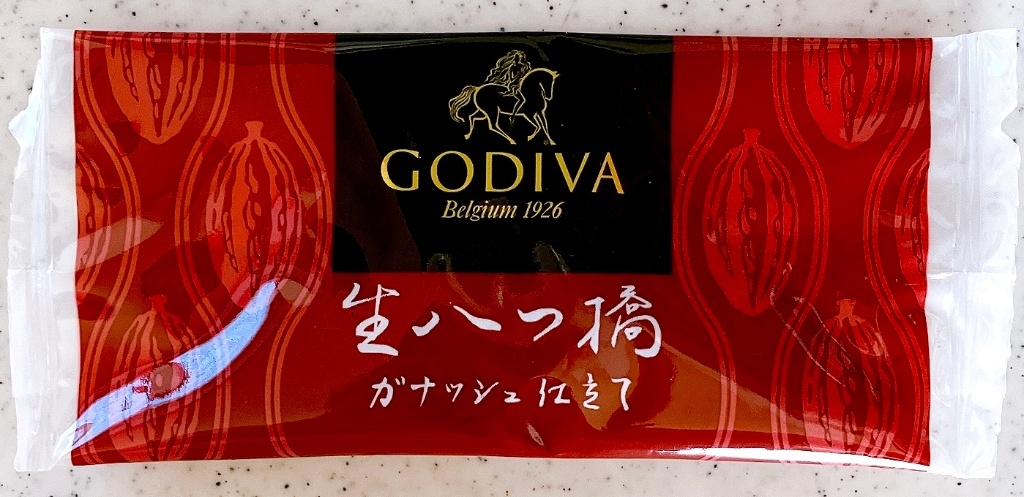 GODIVA
Belgium 1926
生八つ橋
ガナッシュ仕立て